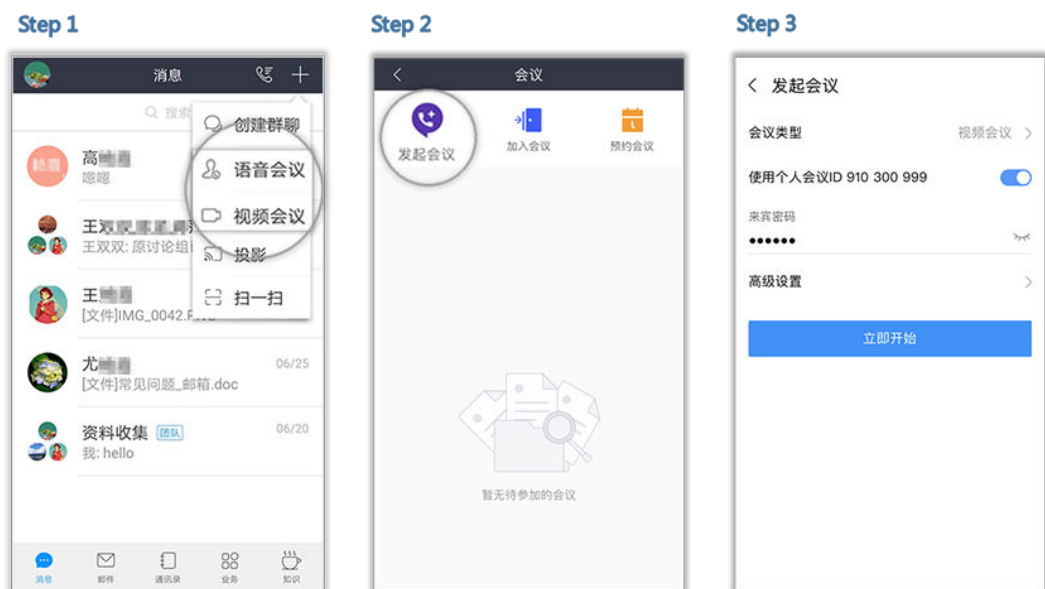 Step 1
消息
搜索
创建群聊
语音会议
视频会议
投影
扫一扫
高
嗯嗯
王
王双双: 原讨论组
王
[文件]IMG_0042.P
尤
06/25
[文件]常见问题_邮箱.doc
资料收集 团队
06/20
我: hello
消息
邮件
通讯录
业务
知识
Step 2
会议
发起会议
加入会议
预约会议
暂无待参加的会议
Step 3
发起会议
会议类型
视频会议
使用个人会议ID 910 300 999
来宾密码
高级设置
立即开始